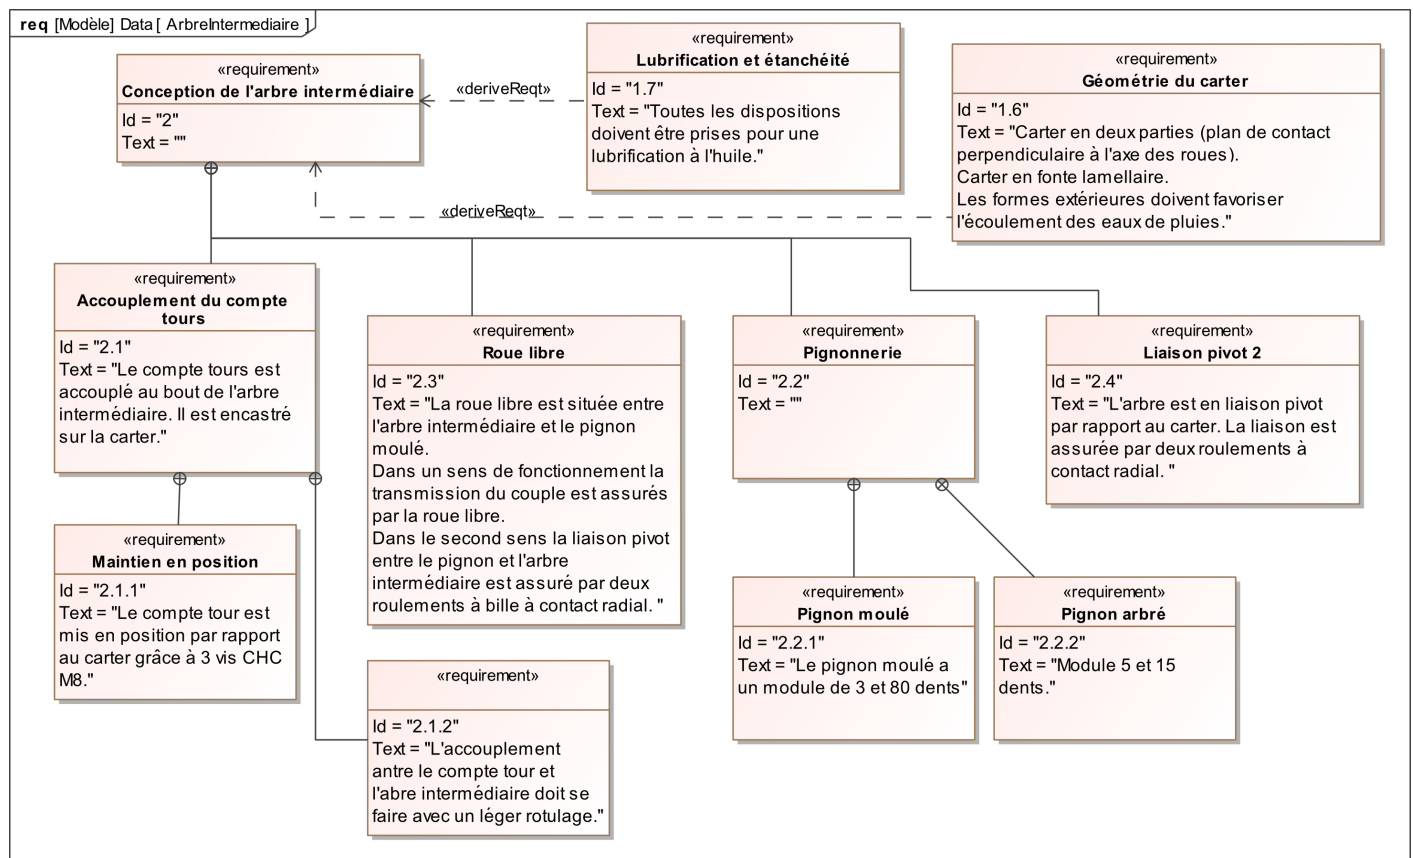 req [Modèle] Data [ ArbreIntermediaire ]
«requirement»
Conception de l'arbre intermédiaire
Id = "2"
Text = ""
«deriveReqt»
«requirement»
Lubrification et étanchéité
Id = "1.7"
Text = "Toutes les dispositions
doivent être prises pour une
lubrification à l'huile."
«requirement»
Géométrie du carter
Id = "1.6"
Text = "Carter en deux parties (plan de contact
perpendiculaire à l'axe des roues).
Carter en fonte lamellaire.
Les formes extérieures doivent favoriser
l'écoulement des eaux de pluies."
«deriveReqt»
«requirement»
Accouplement du compte
tours
Id = "2.1"
Text = "Le compte tours est
accouplé au bout de l'arbre
intermédiaire. Il est encastré
sur la carter."
«requirement»
Roue libre
Id = "2.3"
Text = "La roue libre est située entre
l'arbre intermédiaire et le pignon
moulé.
Dans un sens de fonctionnement la
transmission du couple est assurés
par la roue libre.
Dans le second sens la liaison pivot
entre le pignon et l'arbre
intermédiaire est assuré par deux
roulements à bille à contact radial. "
«requirement»
Pignonnerie
Id = "2.2"
Text = ""
«requirement»
Liaison pivot 2
Id = "2.4"
Text = "L'arbre est en liaison pivot
par rapport au carter. La liaison est
assurée par deux roulements à
contact radial. "
«requirement»
Maintien en position
Id = "2.1.1"
Text = "Le compte tour est
mis en position par rapport
au carter grâce à 3 vis CHC
M8."
«requirement»
Id = "2.1.2"
Text = "L'accouplement
antre le compte tour et
l'abre intermédiaire doit se
faire avec un léger rotulage."
«requirement»
Pignon moulé
Id = "2.2.1"
Text = "Le pignon moulé a
un module de 3 et 80 dents"
«requirement»
Pignon arbré
Id = "2.2.2"
Text = "Module 5 et 15
dents."